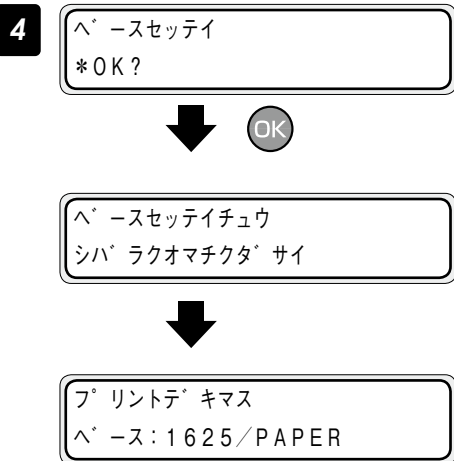 4
ベースセッテイ
*OK?
OK
ベースセッテイチュウ
シバラクオマチクダサイ
プリントデキマス
ベース:1625/PAPER